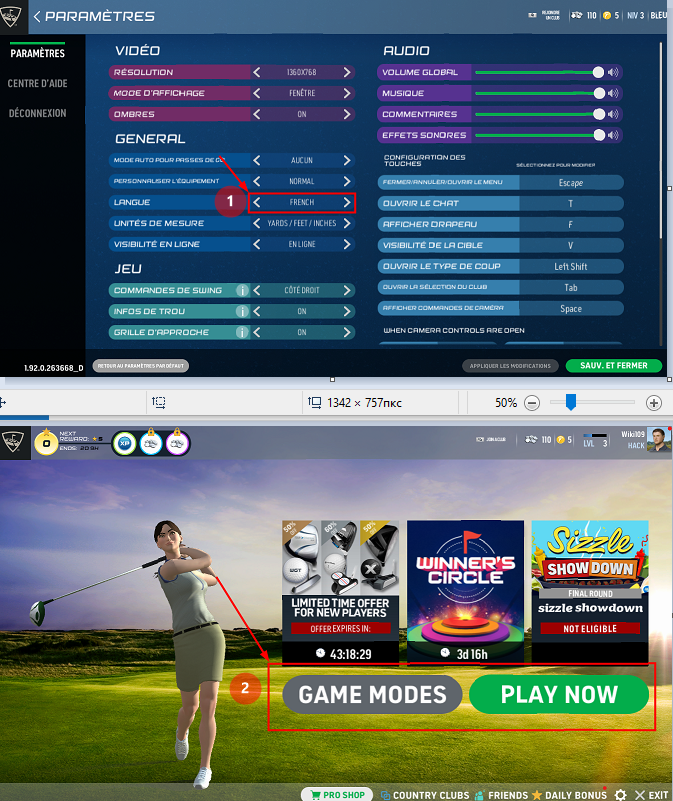 PARAMÈTRES
REJOINDRE
UN CLUB
110
5
NIV 3
BLEU
PARAMÈTRES
CENTRE D'AIDE
DÉCONNEXION
VIDÉO
RÉSOLUTION
1360X768
MODE D'AFFICHAGE
FENÊTRE
OMBRES
ON
GENERAL
MODE AUTO POUR PASSES DE
AUCUN
PERSONNALISER L'ÉQUIPEMENT
NORMAL
1
LANGUE
FRENCH
UNITÉS DE MESURE
YARDS / FEET / INCHES
VISIBILITÉ EN LIGNE
EN LIGNE
JEU
COMMANDES DE SWING
i
CÔTÉ DROIT
INFOS DE TROU
i
ON
GRILLE D'APPROCHE
i
ON
AUDIO
VOLUME GLOBAL
MUSIQUE
COMMENTAIRES
EFFETS SONORES
CONFIGURATION DES
TOUCHES
SÉLECTIONNEZ POUR MODIFIER
FERMER/ANNULER/OUVRIR LE MENU
Escape
OUVRIR LE CHAT
T
AFFICHER DRAPEAU
F
VISIBILITÉ DE LA CIBLE
V
OUVRIR LE TYPE DE COUP
Left Shift
OUVRIR LA SÉLECTION DU CLUB
Tab
AFFICHER COMMANDES DE CAMÉRA
Space
WHEN CAMERA CONTROLS ARE OPEN
1.92.0.263668_D
RETOUR AU PARAMÈTRES PAR DÉFAUT
APPLIQUER LES MODIFICATIONS
SAUV. ET FERMER
1342 × 757пкс
50%
0
NEXT
REWARD: 5
ENDS: 20:9H
XP
JOIN A CLUB
110
5
LVL 3
Wiki109
HACK
50%
60%
50%
WGT
LIMITED TIME OFFER
FOR NEW PLAYERS
OFFER EXPIRES IN:
43:18:29
WINNER'S
CIRCLE
3d 16h
Sizzle
SHOWDOWN
FINAL ROUND
sizzle showdown
NOT ELIGIBLE
2
GAME MODES
PLAY NOW
PRO SHOP
COUNTRY CLUBS
FRIENDS
DAILY BONUS
EXIT